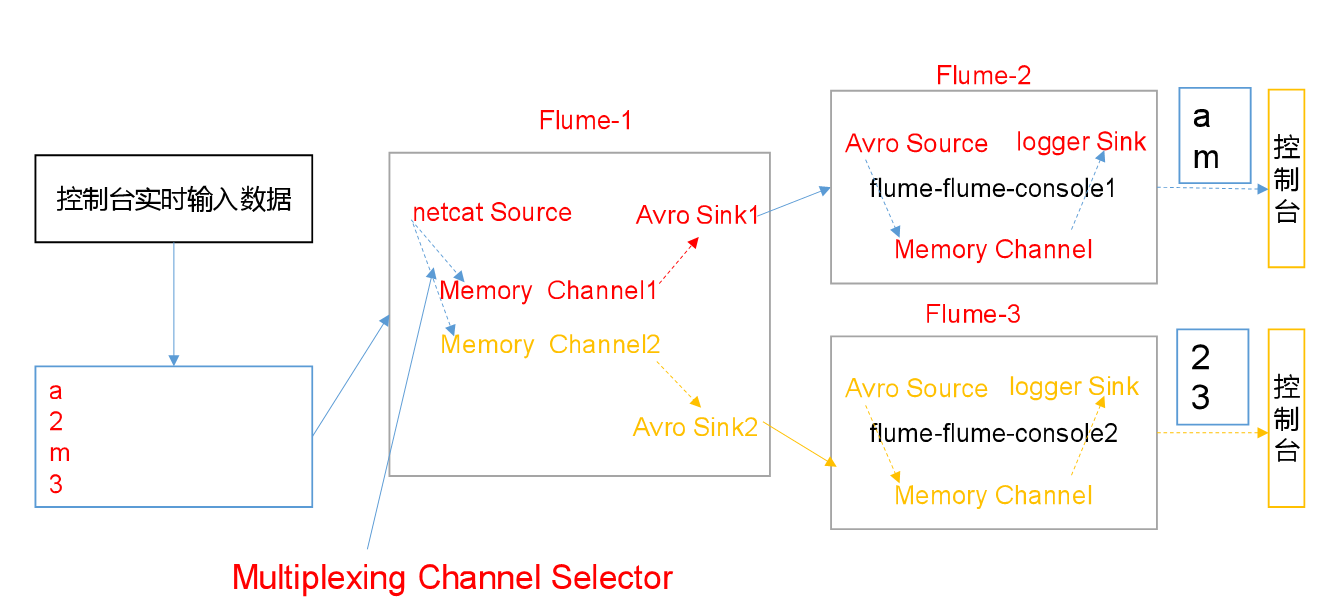 控制台实时输入数据
a
2
m
3
Flume-1
netcat Source
Avro Sink1
Memory Channel1
Memory Channel2
Avro Sink2
Multiplexing Channel Selector
Flume-2
Avro Source
logger Sink
flume-flume-console1
Memory Channel
a
m
控制台
Flume-3
Avro Source
logger Sink
flume-flume-console2
Memory Channel
2
3
控制台